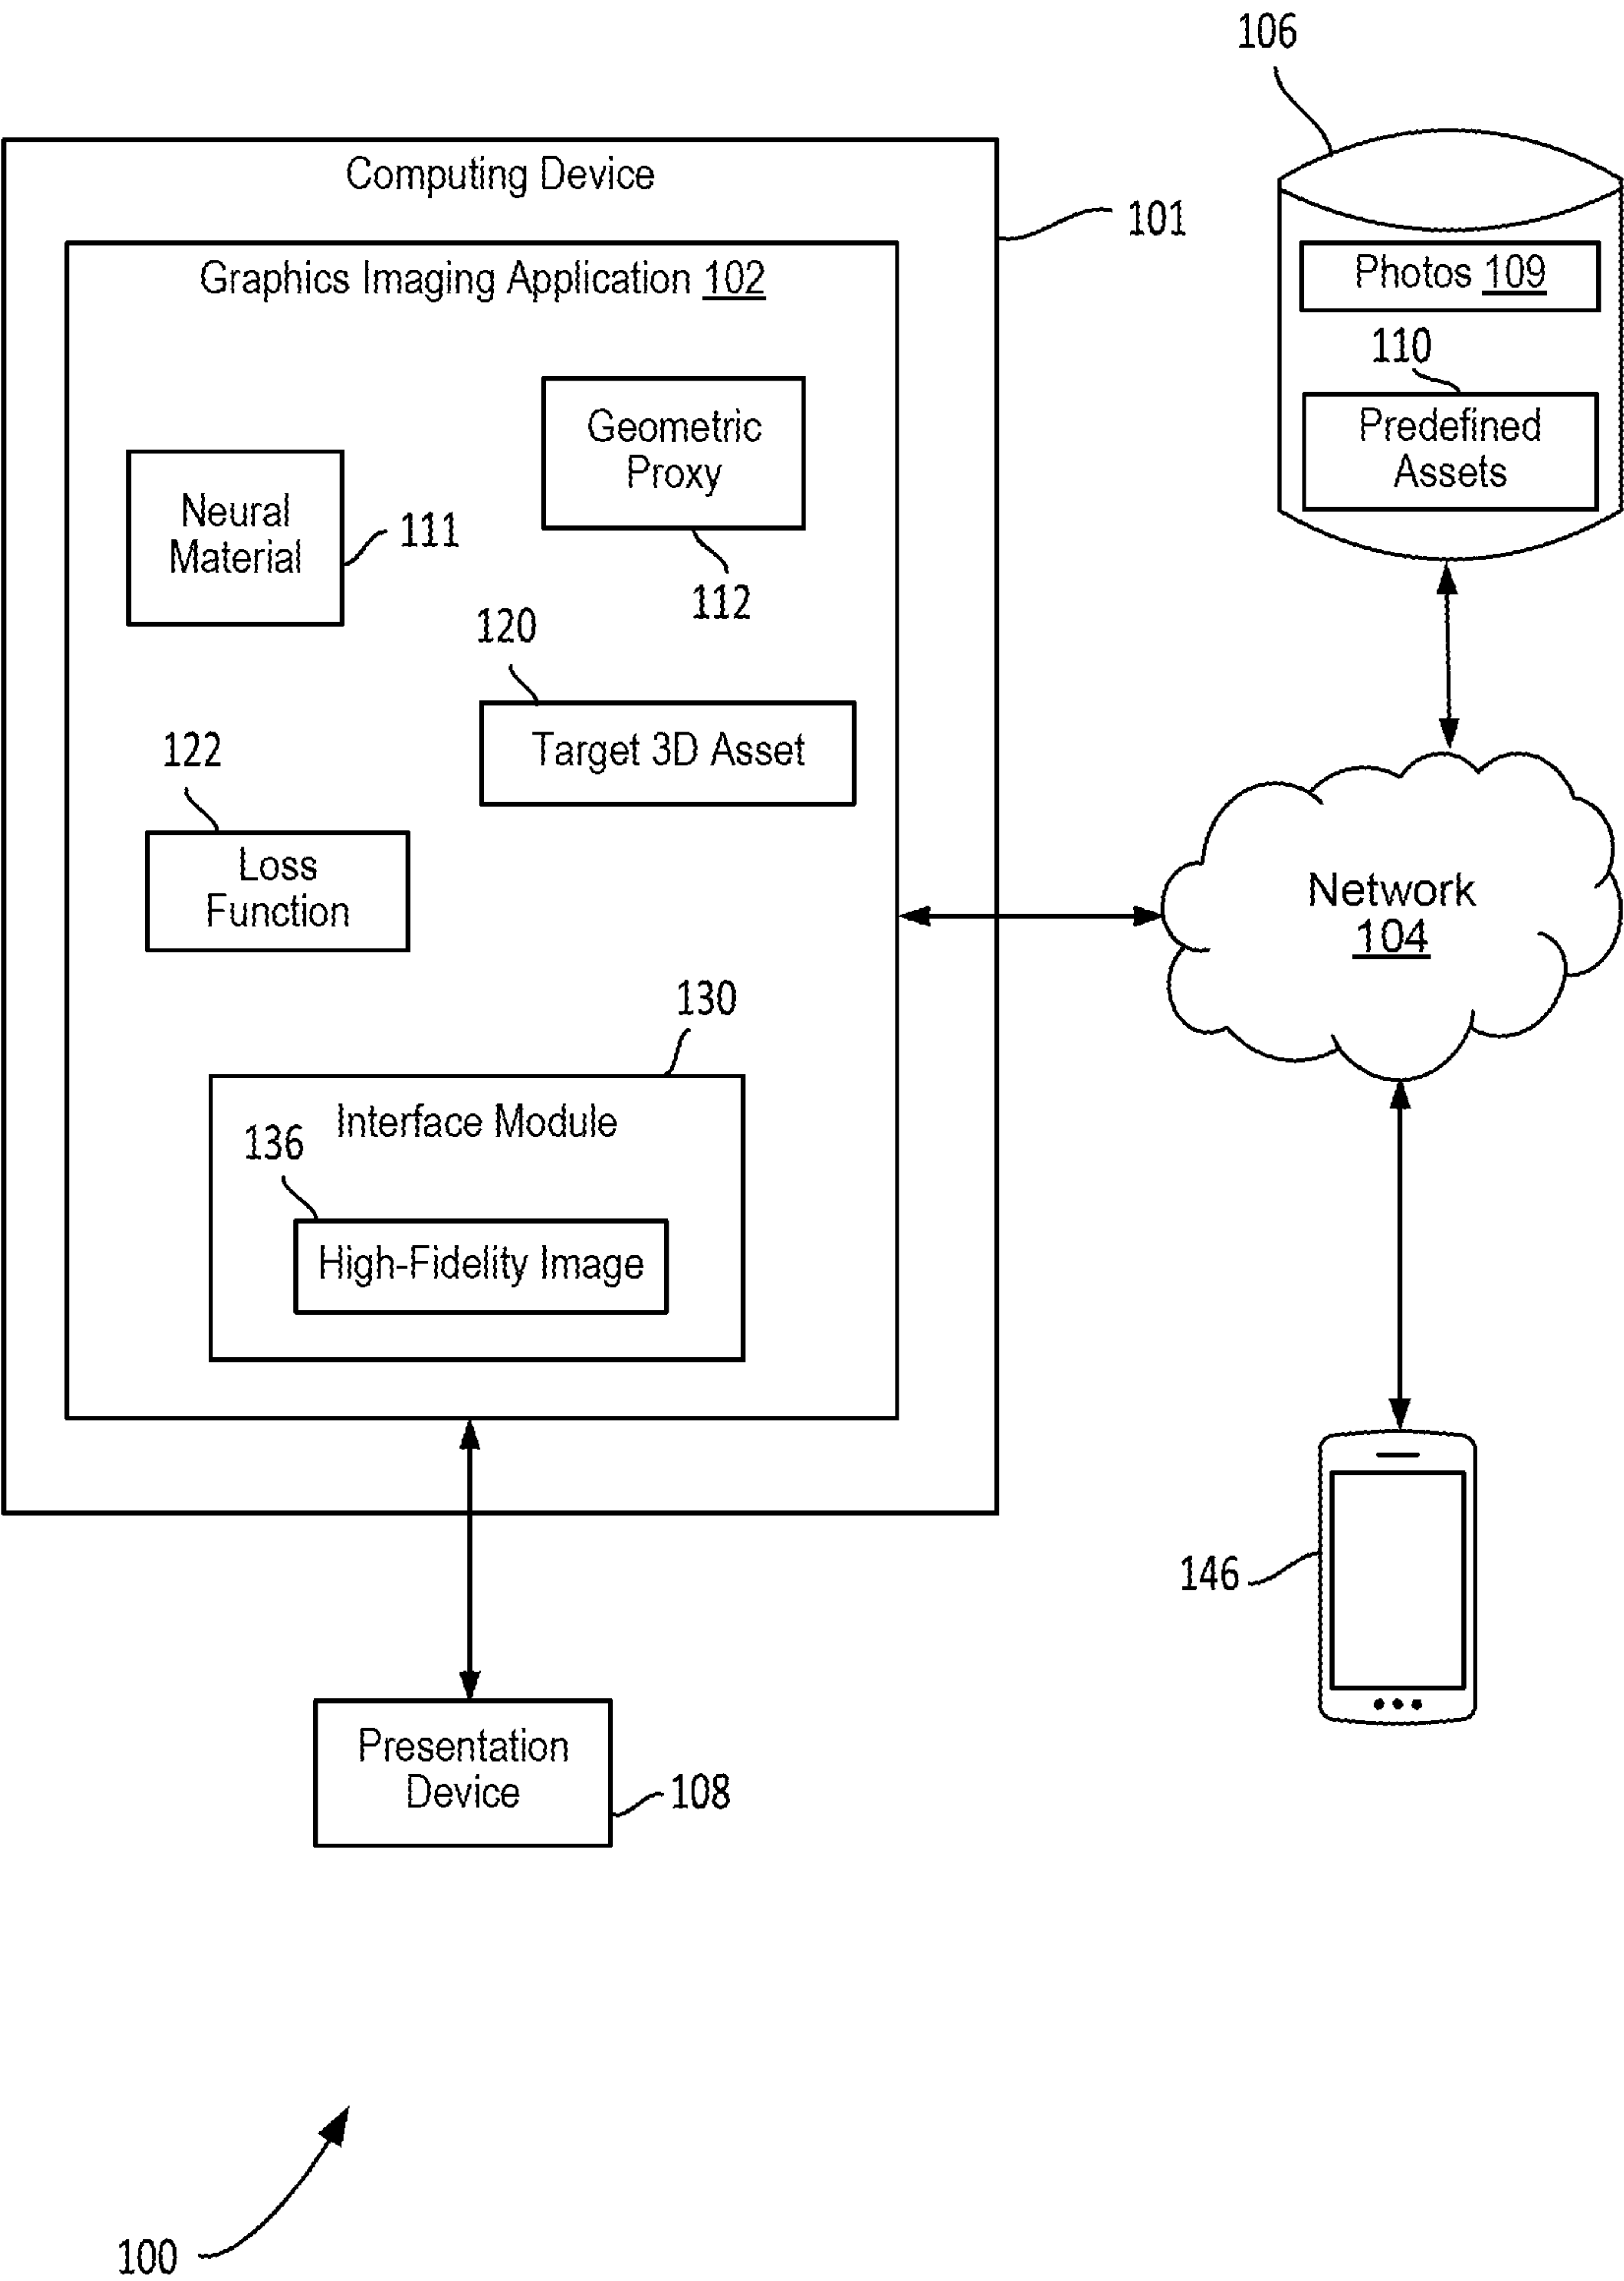 106
Computing Device
101
Graphics Imaging Application 102
Photos 109
110
Predefined
Assets
Geometric
Proxy
112
Neural
Material
111
120
Target 3D Asset
122
Loss
Function
Network
104
130
Interface Module
136
High-Fidelity Image
146
Presentation
Device
108
100